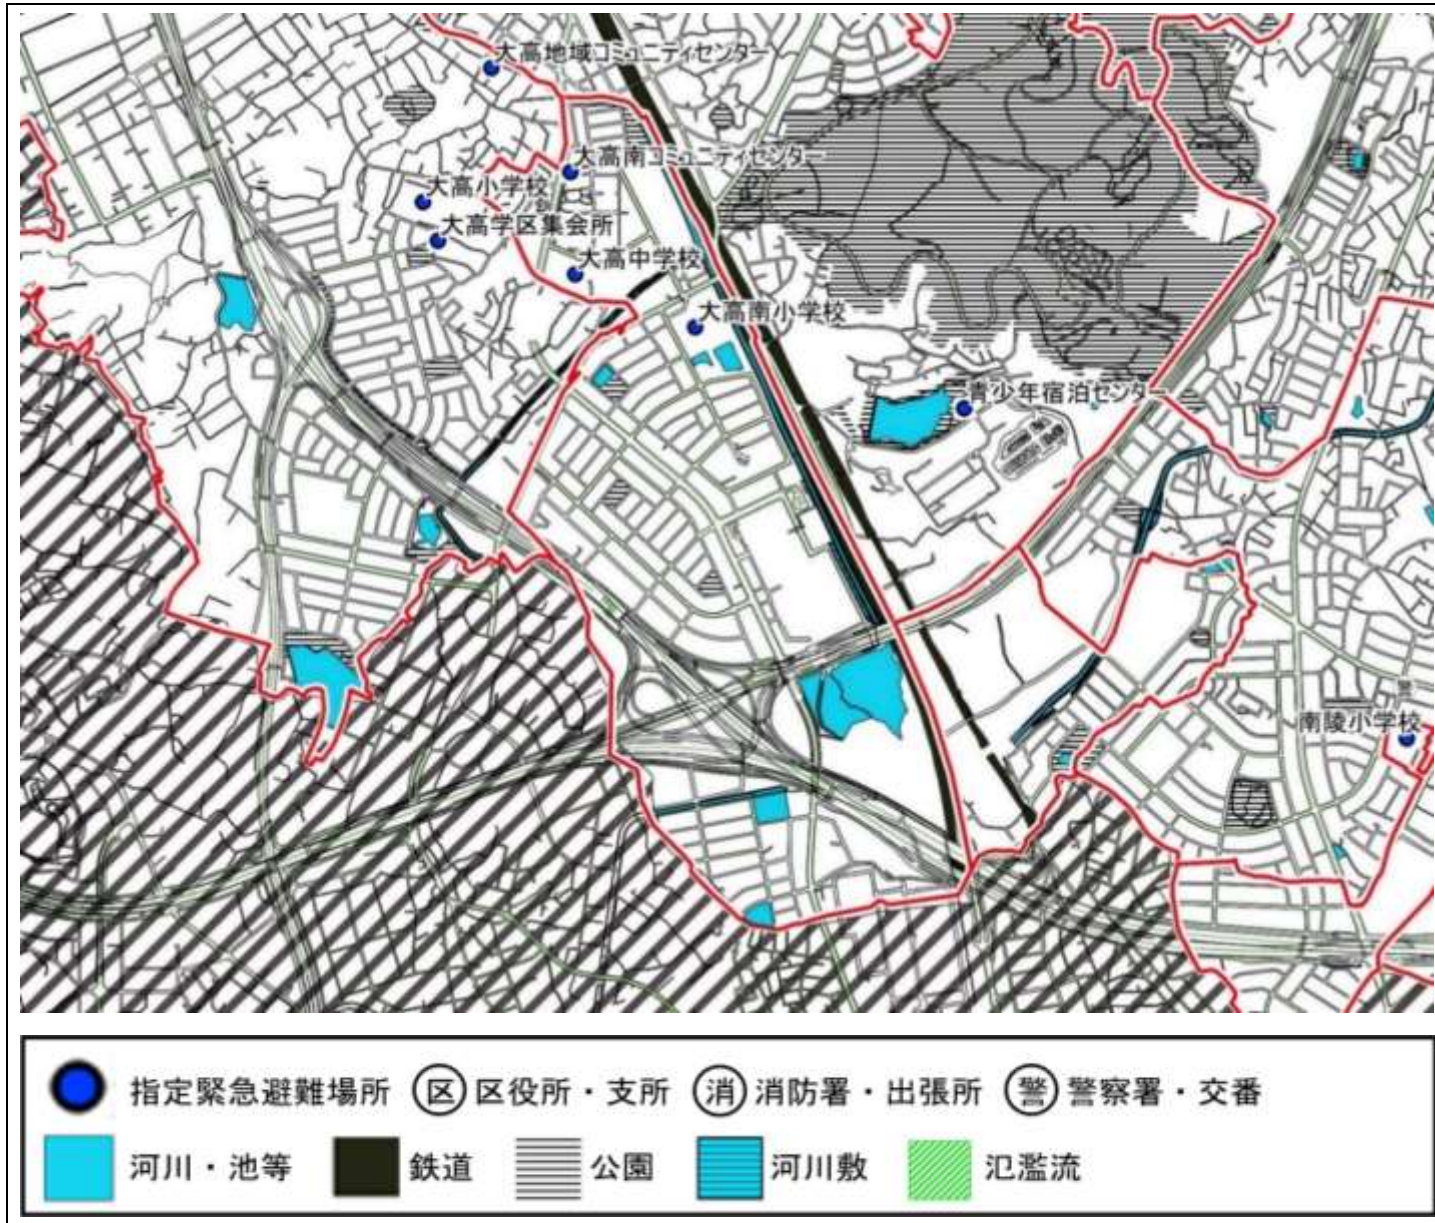 大高地域コミュニティセンター
大高南コミュニティセンター
大高小学校
大高学区集会所
大高中学校
大高南小学校
青少年宿泊センター
警
南陵小学校
指定緊急避難場所 区 区役所・支所 消 消防署・出張所 警 警察署・交番
河川・池等 鉄道 公園 河川敷 氾濫流